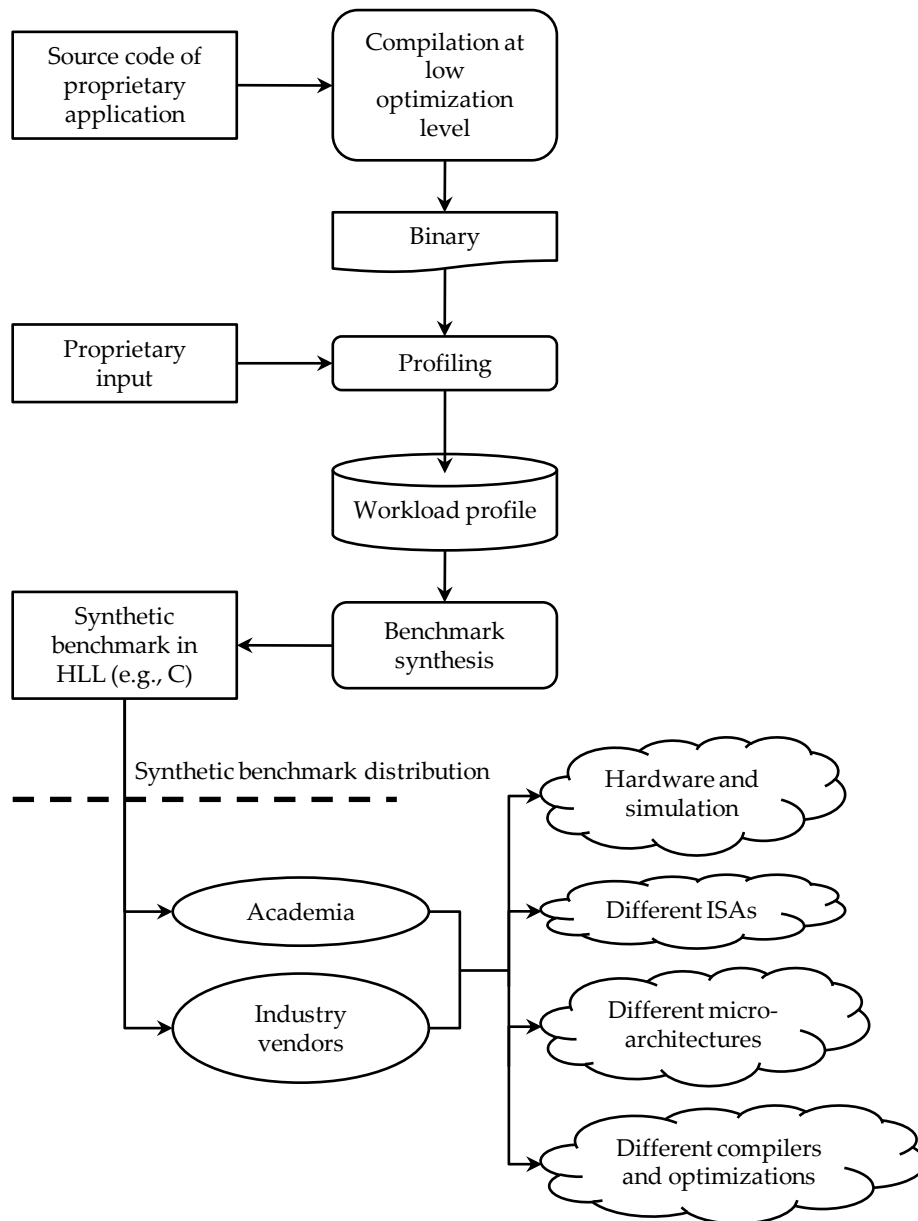 Source code of
proprietary
application
Compilation at
low
optimization
level
Binary
Proprietary
input
Profiling
Workload profile
Synthetic
benchmark in
HLL (e.g., C)
Benchmark
synthesis
Synthetic benchmark distribution
Hardware and
simulation
Academia
Different ISAs
Industry
vendors
Different micro-
architectures
Different compilers
and optimizations